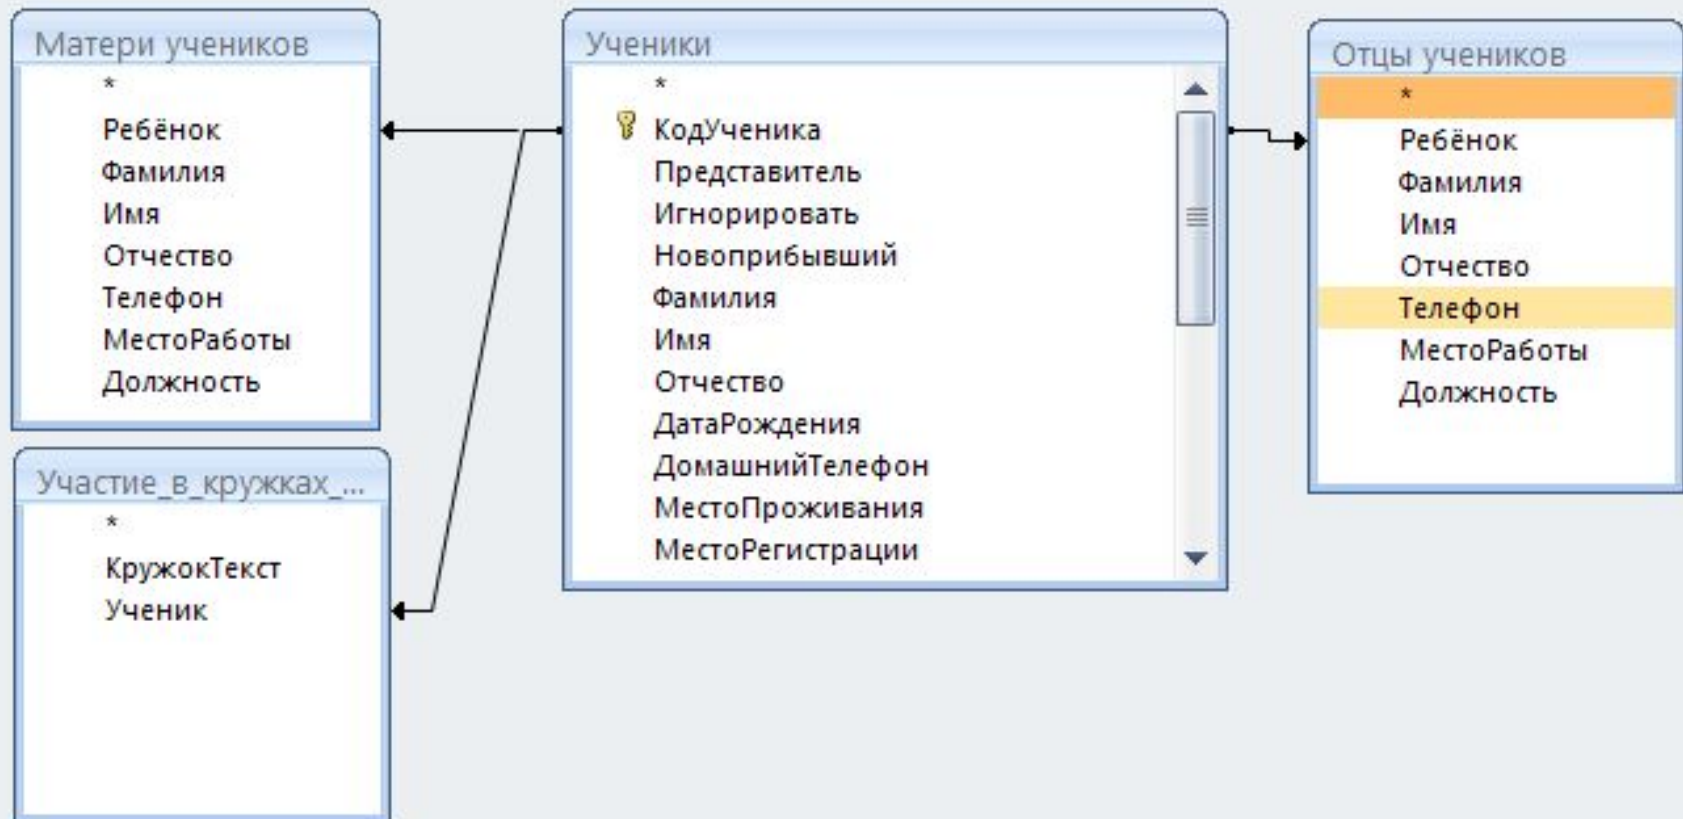 Матери учеников
*
Ребёнок
Фамилия
Имя
Отчество
Телефон
МестоРаботы
Должность
Участие_в_кружках_...
*
КружокТекст
Ученик
Ученики
*
КодУченика
Представитель
Игнорировать
Новоприбывший
Фамилия
Имя
Отчество
ДатаРождения
ДомашнийТелефон
МестоПроживания
МестоРегистрации
Отцы учеников
*
Ребёнок
Фамилия
Имя
Отчество
Телефон
МестоРаботы
Должность